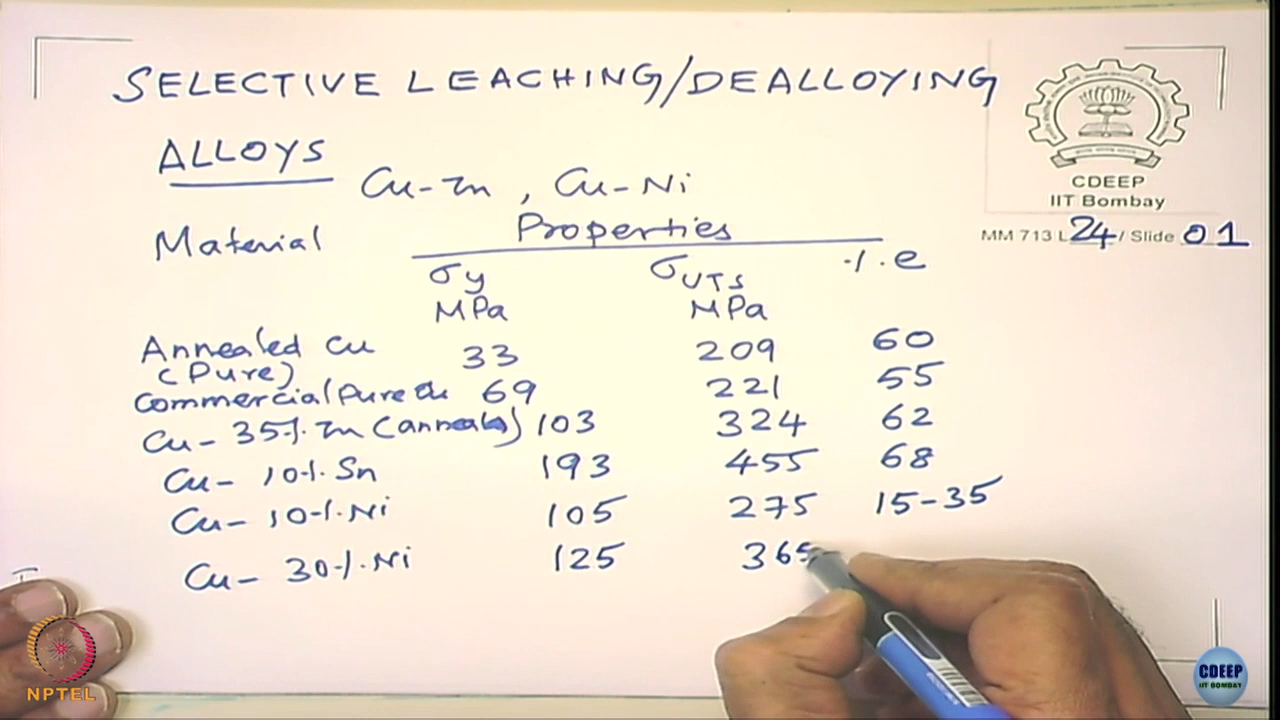 SELECTIVE LEACHING/DEALLOYING
CDEEP
IIT Bombay
MM 713 L 24 / Slide 01
ALLOYS
Cu-Zn, Cu-Ni
Material Properties
σy σUTS %e
MPa MPa
Annealed Cu 33 209 60
(Pure)
Commercial Pure Cu 69 221 55
Cu- 35% Zn (anneal) 103 324 62
Cu- 10% Sn 193 455 68
Cu- 10% Ni 105 275 15-35
Cu- 30% Ni 125 365
NPTEL
CDEEP
IIT BOMBAY